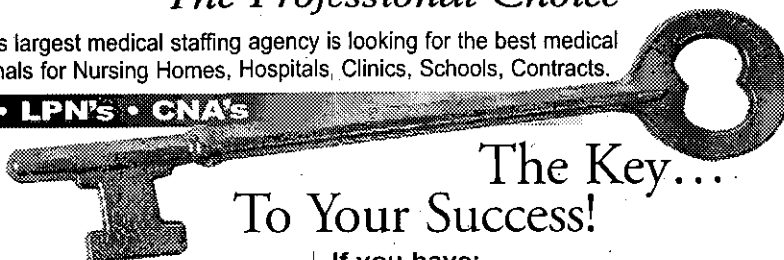 The Professional Choice
s largest medical staffing agency is looking for the best medical
nals for Nursing Homes, Hospitals, Clinics, Schools, Contracts.
• LPN's • CNA's
The Key...
To Your Success!
If you have: